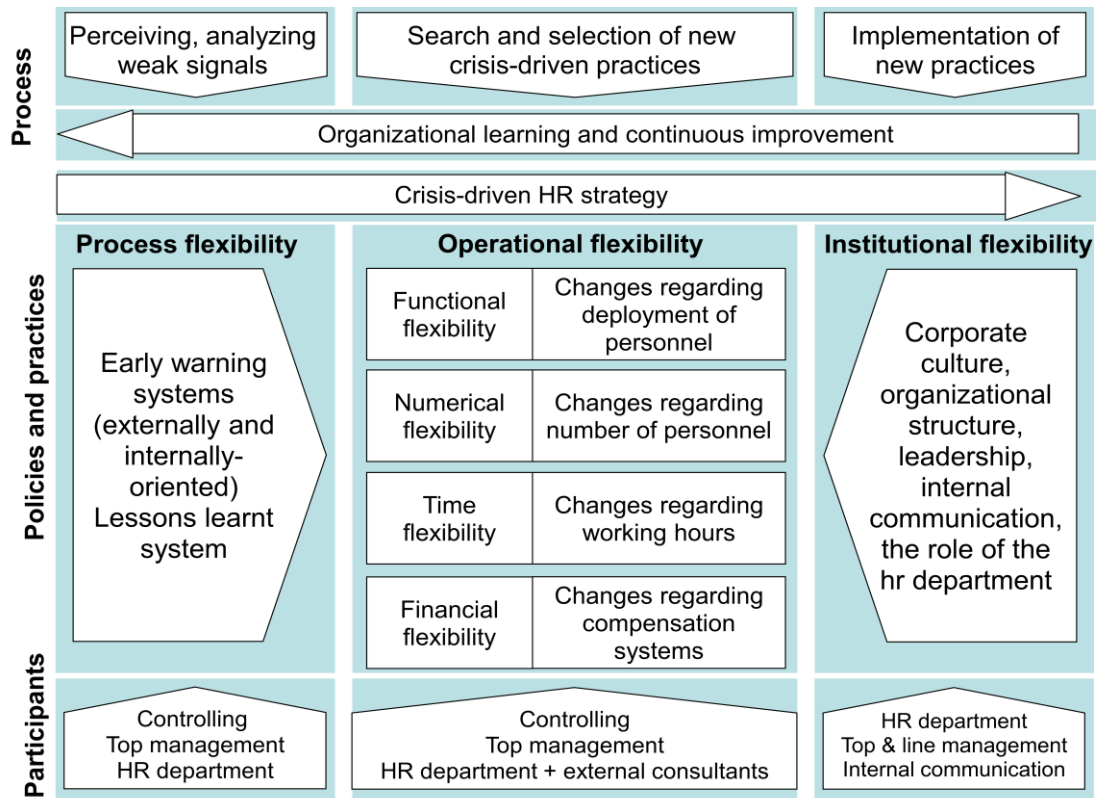 Process
Perceiving, analyzing
weak signals
Search and selection of new
crisis-driven practices
Implementation of
new practices
Organizational learning and continuous improvement
Crisis-driven HR strategy
Policies and practices
Process flexibility
Early warning
systems
(externally and
internally-
oriented)
Lessons learnt
system
Operational flexibility
Functional
flexibility
Changes regarding
deployment of
personnel
Numerical
flexibility
Changes regarding
number of personnel
Time
flexibility
Changes regarding
working hours
Financial
flexibility
Changes regarding
compensation
systems
Institutional flexibility
Corporate
culture,
organizational
structure,
leadership,
internal
communication,
the role of the
hr department
Participants
Controlling
Top management
HR department
Controlling
Top management
HR department + external consultants
HR department
Top & line management
Internal communication